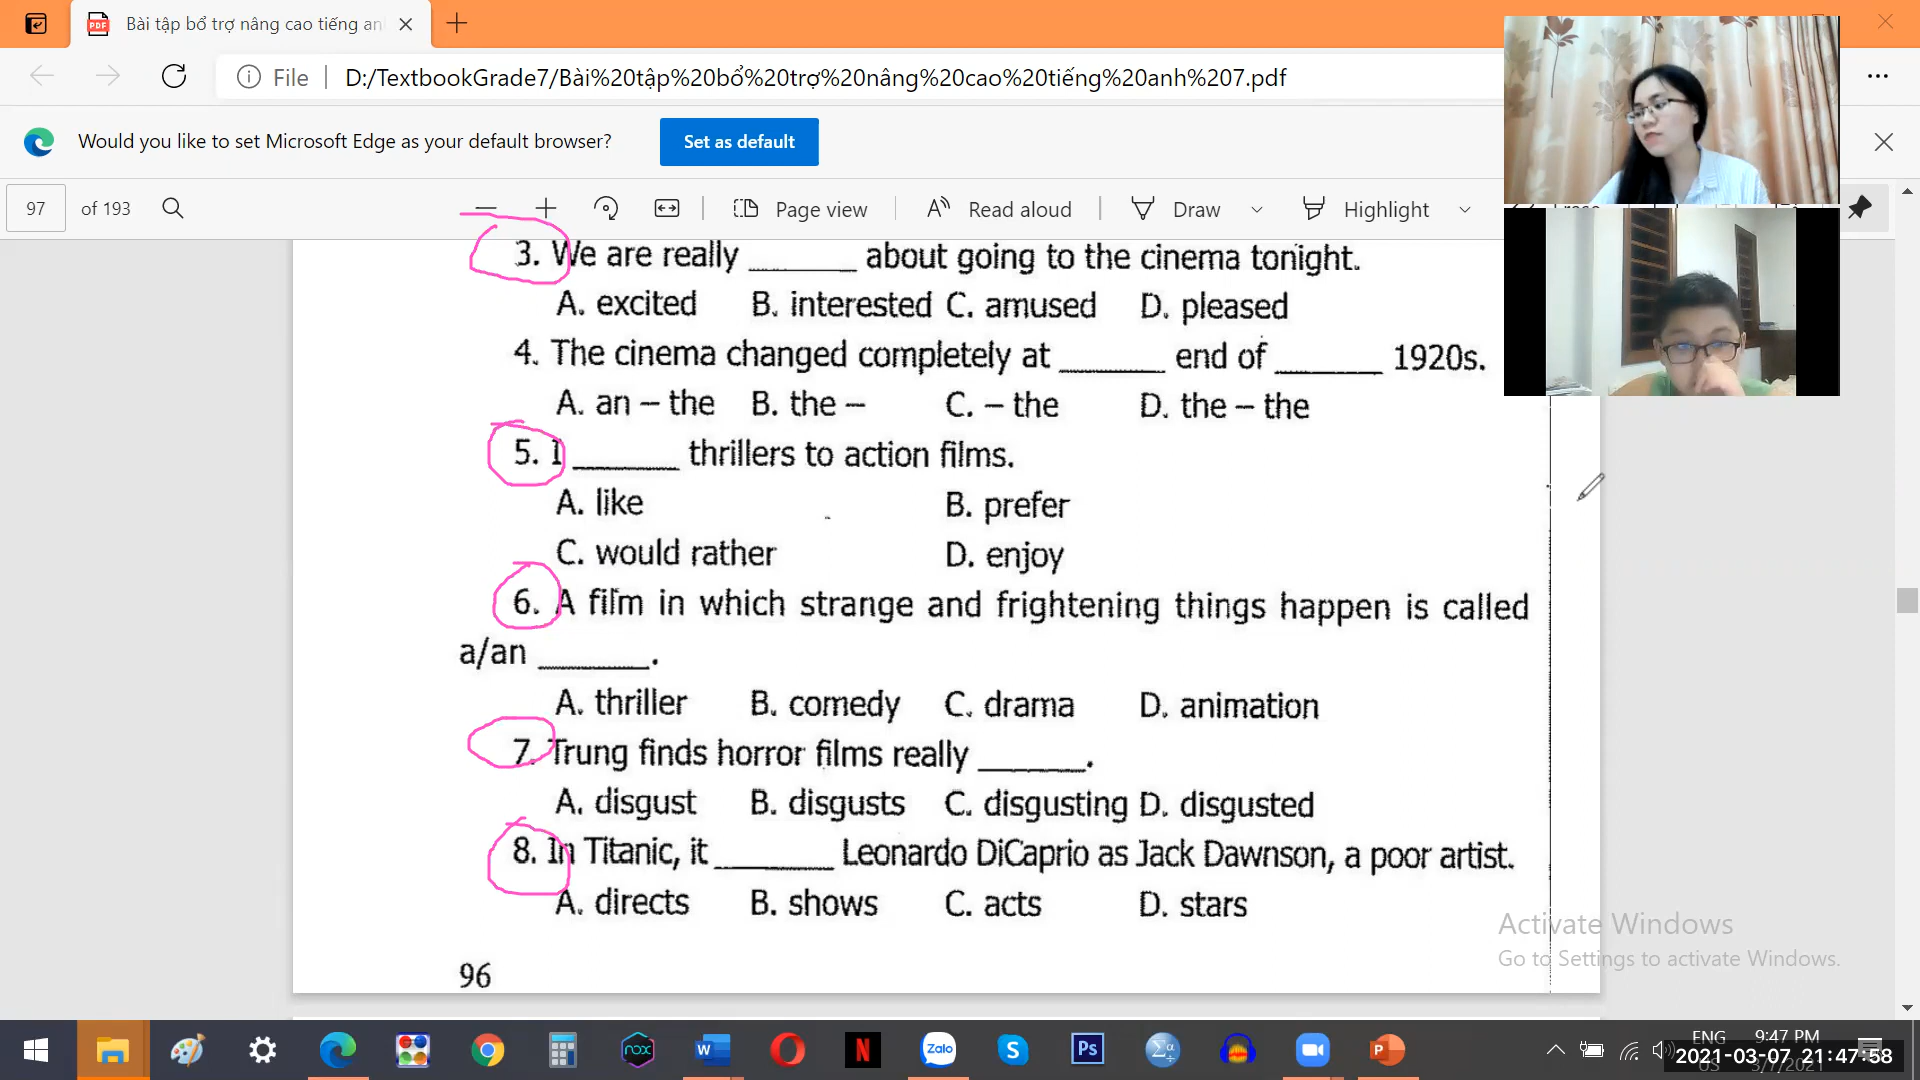 Bài tập bổ trợ nâng cao tiếng an
File
D:/TextbookGrade7/Bài%20tập%20bổ%20trợ%20nâng%20cao%20tiếng%20anh%207.pdf
Would you like to set Microsoft Edge as your default browser?
Set as default
97 of 193
Page view
Read aloud
Draw
Highlight
3. We are really ______ about going to the cinema tonight.
A. excited B. interested C. amused D. pleased
4. The cinema changed completely at ______ end of ______ 1920s.
A. an – the B. the – C. – the D. the – the
5. I ______ thrillers to action films.
A. like B. prefer
C. would rather D. enjoy
6. A film in which strange and frightening things happen is called
a/an ______.
A. thriller B. comedy C. drama D. animation
7. Trung finds horror films really ______.
A. disgust B. disgusts C. disgusting D. disgusted
8. In Titanic, it ______ Leonardo DiCaprio as Jack Dawnson, a poor artist.
A. directs B. shows C. acts D. stars
96
Activate Windows
Go to Settings to activate Windows.
nox
Zalo
Ps
ENG
9:47 PM
2021-03-07 21:47:58